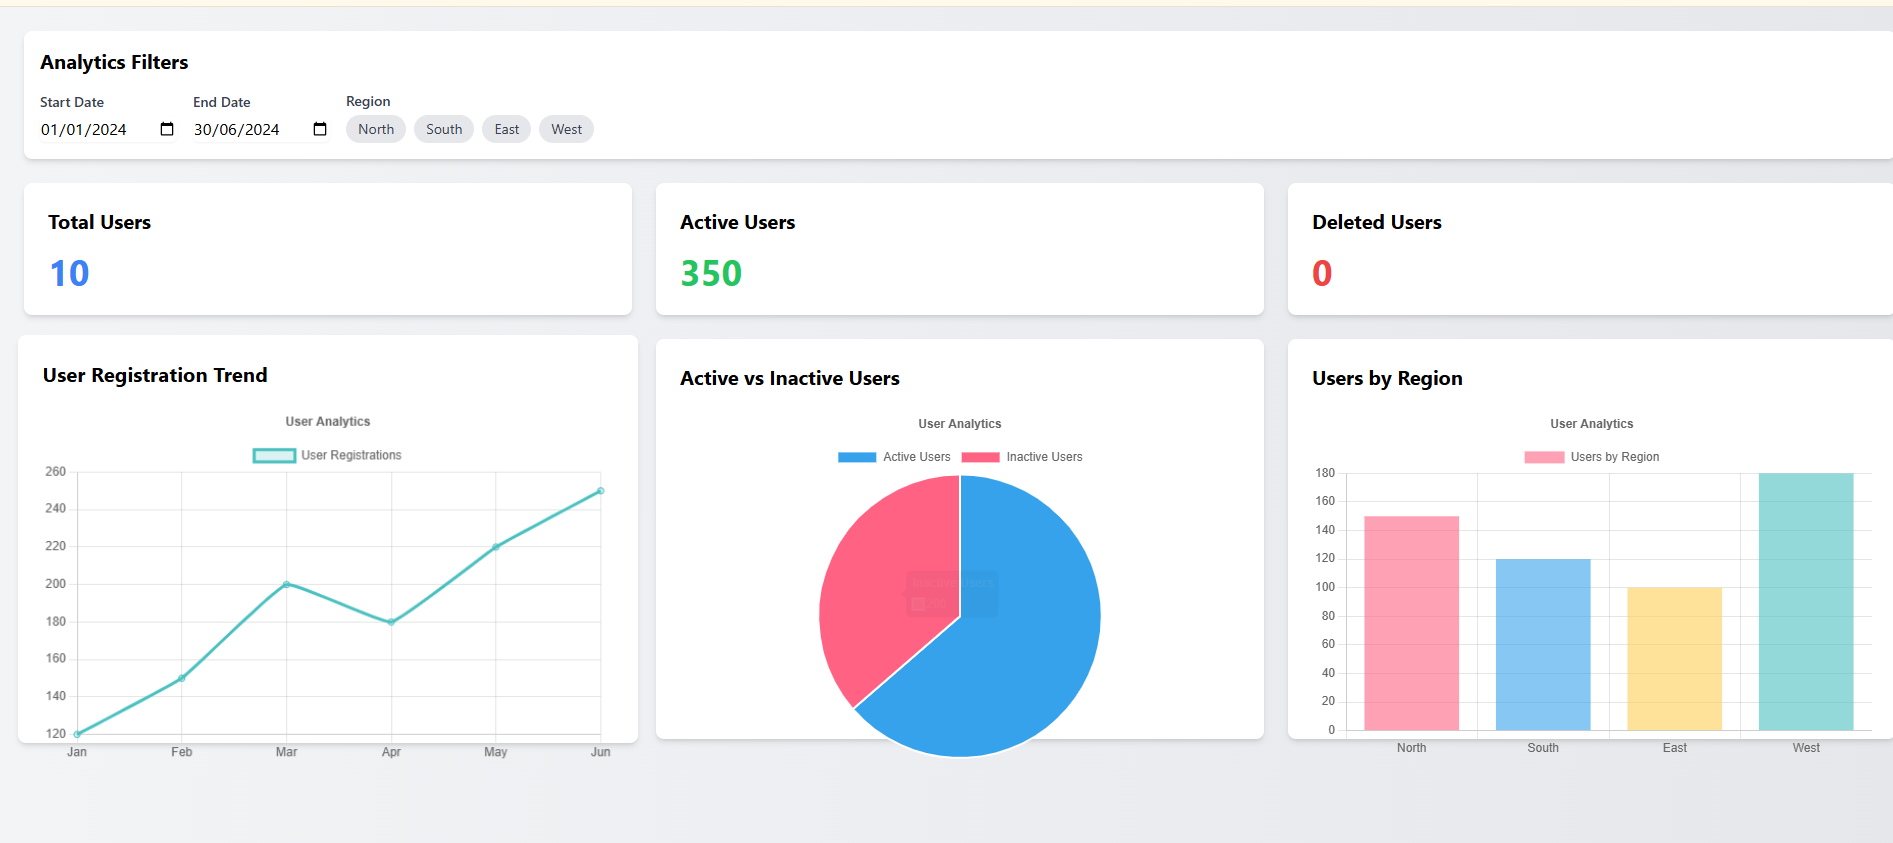 Analytics Filters
Start Date End Date Region
01/01/2024 30/06/2024 North South East West
Total Users
10
Active Users
350
Deleted Users
0
User Registration Trend
User Analytics
User Registrations
260
240
220
200
180
160
140
120
Jan Feb Mar Apr May Jun
Active vs Inactive Users
User Analytics
Active Users Inactive Users
Inactive Users
Users by Region
User Analytics
Users by Region
180
160
140
120
100
80
60
40
20
0
North South East West